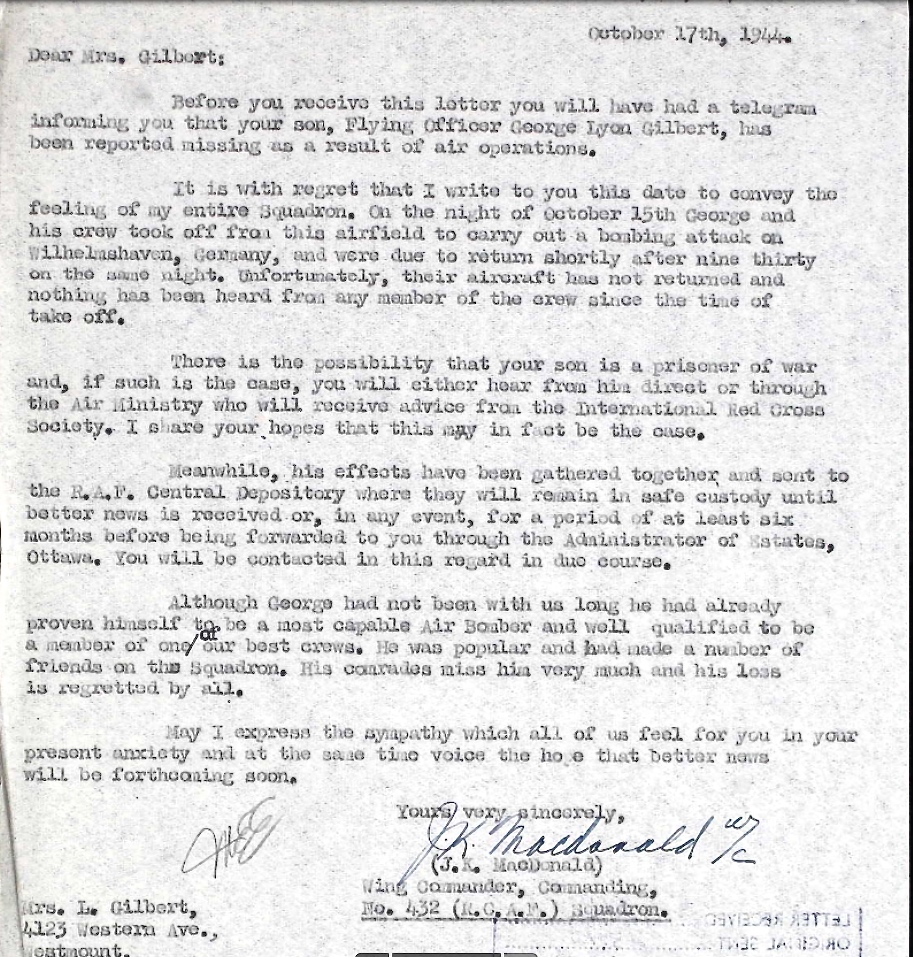 October 17th, 1944.
Dear Mrs. Gilbert:
Before you receive this letter you will have had a telegram
informing you that your son, Flying Officer George Lyon Gilbert, has
been reported missing as a result of air operations.
It is with regret that I write to you this date to convey the
feeling of my entire Squadron. On the night of October 15th George and
his crew took off from this airfield to carry out a bombing attack on
Wilhelmshaven, Germany, and were due to return shortly after nine thirty
on the same night. Unfortunately, their aircraft has not returned and
nothing has been heard from any member of the crew since the time of
take off.
There is the possibility that your son is a prisoner of war
and, if such is the case, you will either hear from him direct or through
the Air Ministry who will receive advice from the International Red Cross
Society. I share your hopes that this may in fact be the case.
Meanwhile, his effects have been gathered together and sent to
the R.A.F. Central Depository where they will remain in safe custody until
better news is received or, in any event, for a period of at least six
months before being forwarded to you through the Administrator of Estates,
Ottawa. You will be contacted in this regard in due course.
Although George had not been with us long he had already
proven himself to be a most capable Air Bomber and well qualified to be
a member of one/of our best crews. He was popular and had made a number of
friends on the Squadron. His comrades miss him very much and his loss
is regretted by all.
May I express the sympathy which all of us feel for you in your
present anxiety and at the same time voice the ho e that better news
will be forthcoming soon.
Yours very sincerely,
J.K. Macdonald W/C
(J.K. MacDonald)
Wing Commander, Commanding,
No. 432 (R.C.A.F.) Squadron.
Mrs. L. Gilbert,
4123 Western Ave.,
Westmount.
LETTER RECEIVED
ORIGINAL SENT